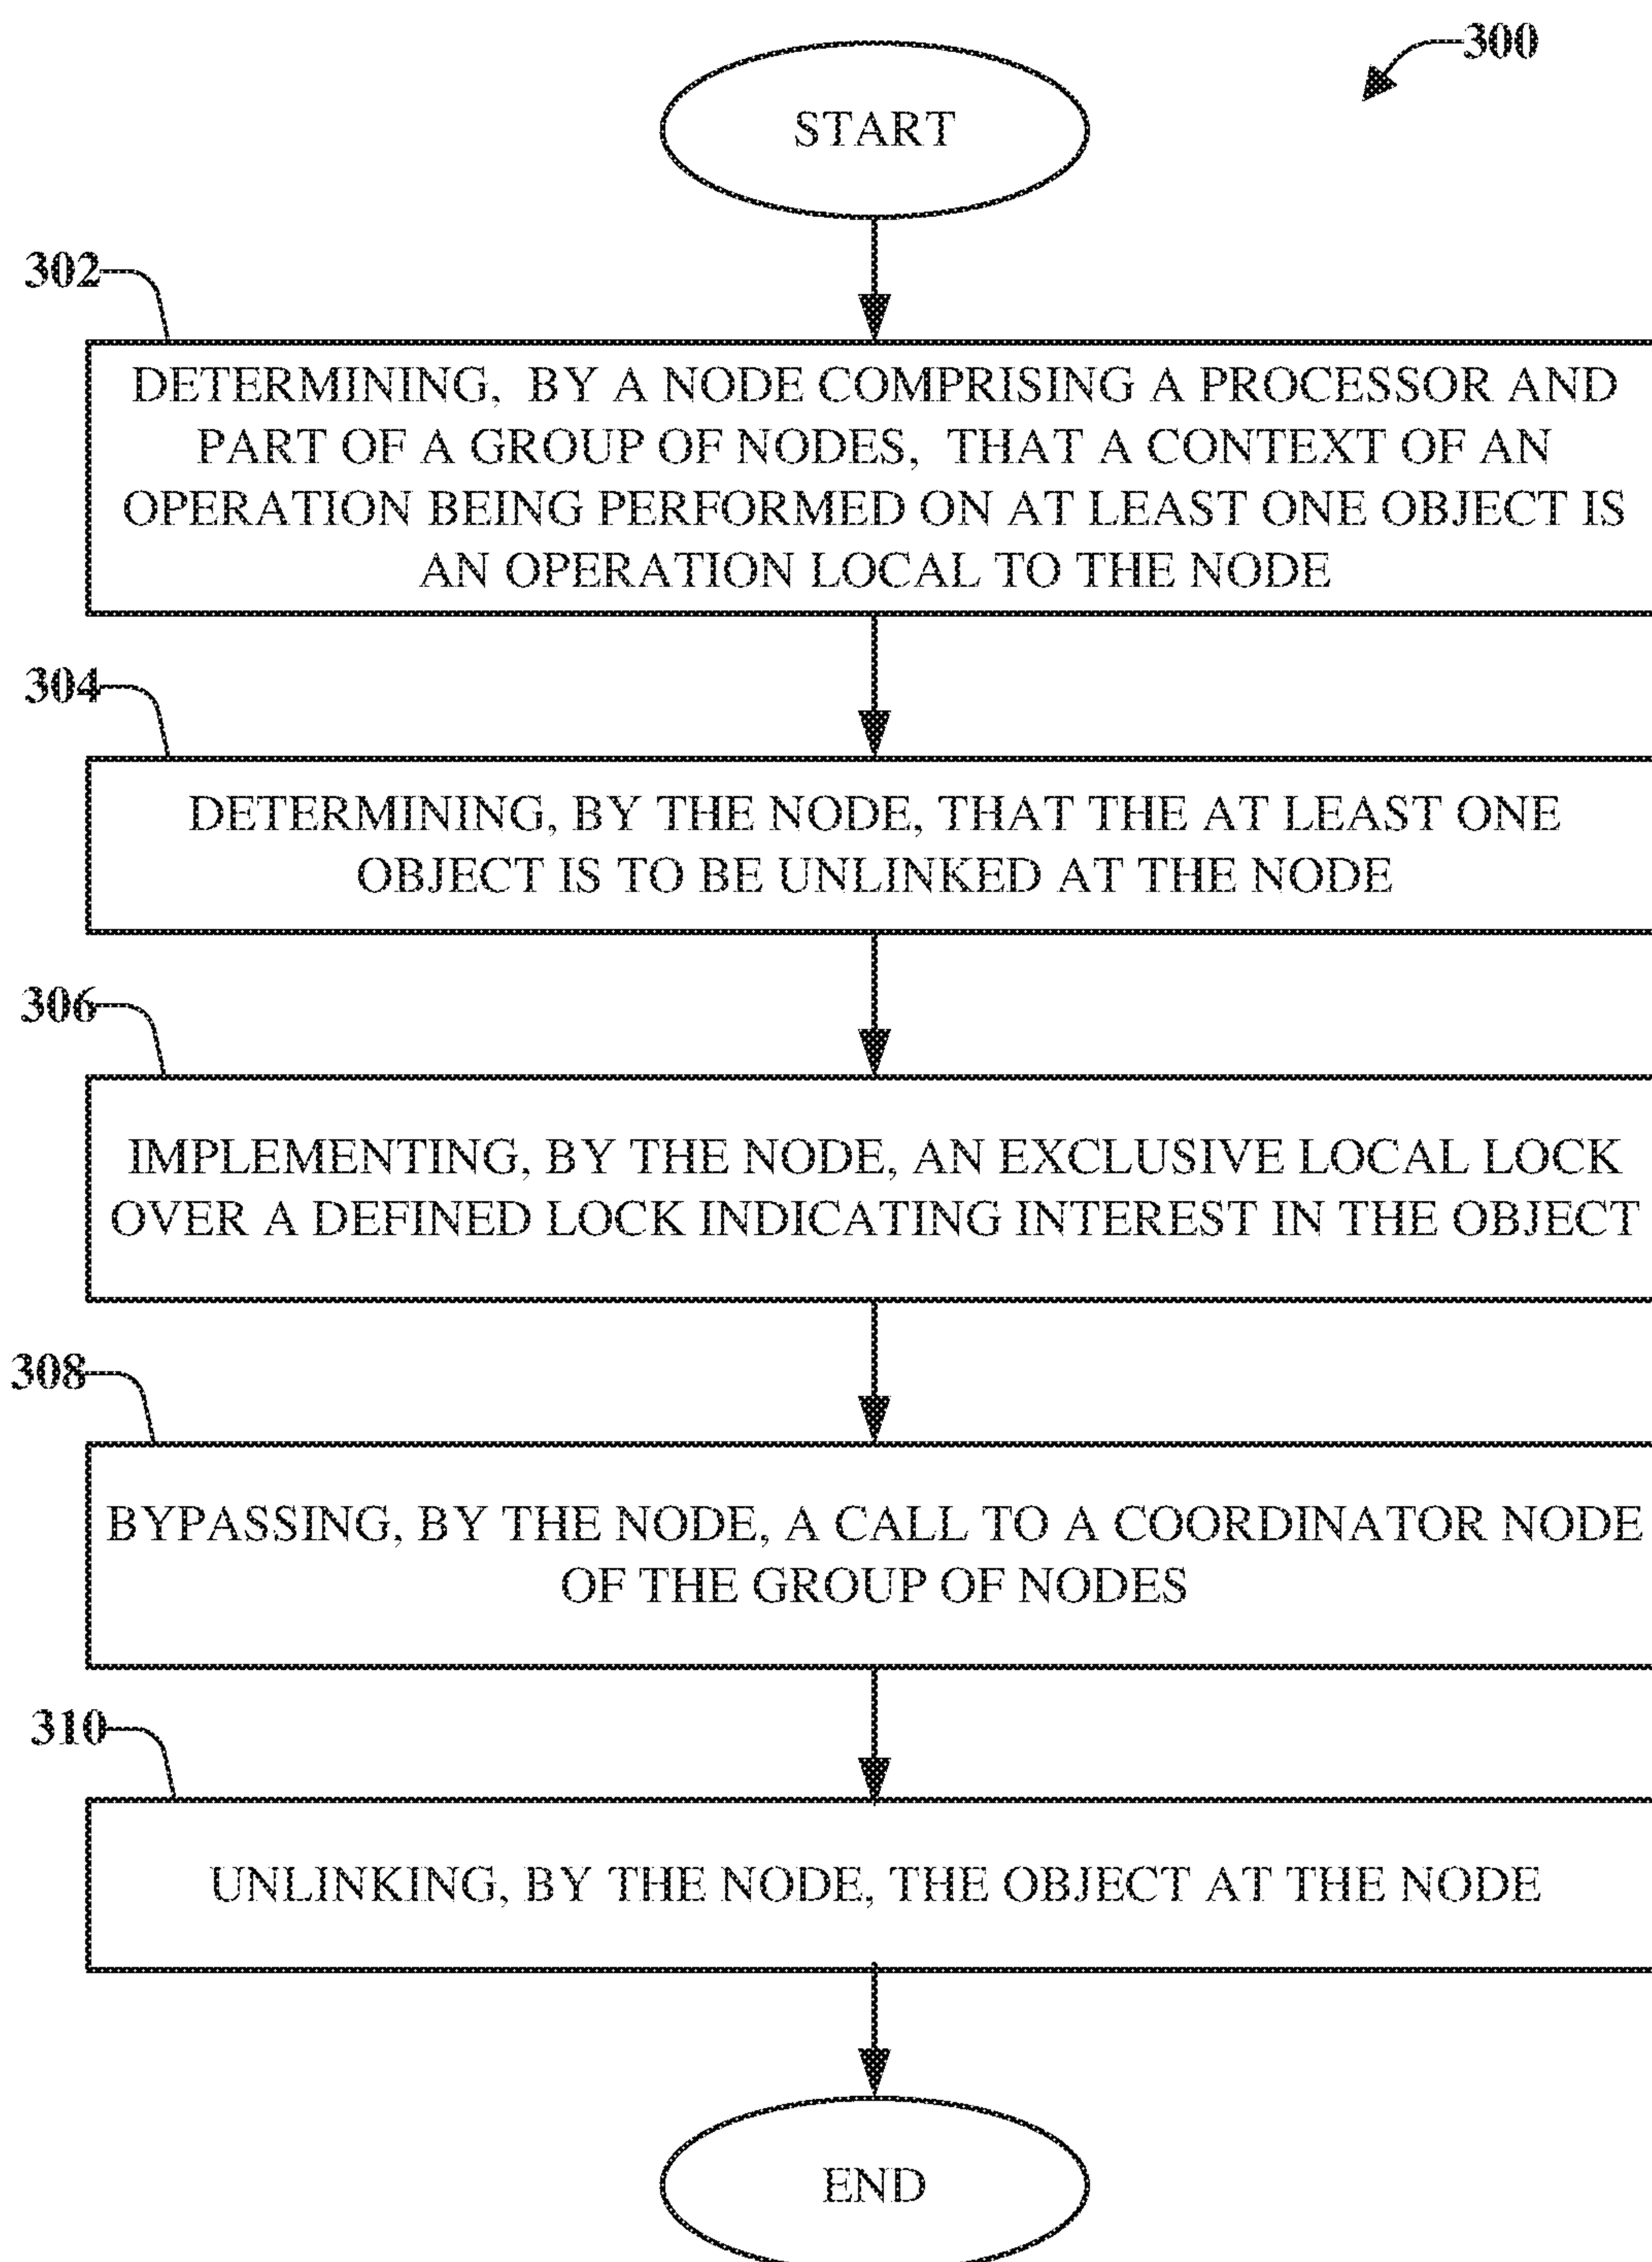 300
START
302
DETERMINING, BY A NODE COMPRISING A PROCESSOR AND
PART OF A GROUP OF NODES, THAT A CONTEXT OF AN
OPERATION BEING PERFORMED ON AT LEAST ONE OBJECT IS
AN OPERATION LOCAL TO THE NODE
304
DETERMINING, BY THE NODE, THAT THE AT LEAST ONE
OBJECT IS TO BE UNLINKED AT THE NODE
306
IMPLEMENTING, BY THE NODE, AN EXCLUSIVE LOCAL LOCK
OVER A DEFINED LOCK INDICATING INTEREST IN THE OBJECT
308
BYPASSING, BY THE NODE, A CALL TO A COORDINATOR NODE
OF THE GROUP OF NODES
310
UNLINKING, BY THE NODE, THE OBJECT AT THE NODE
END